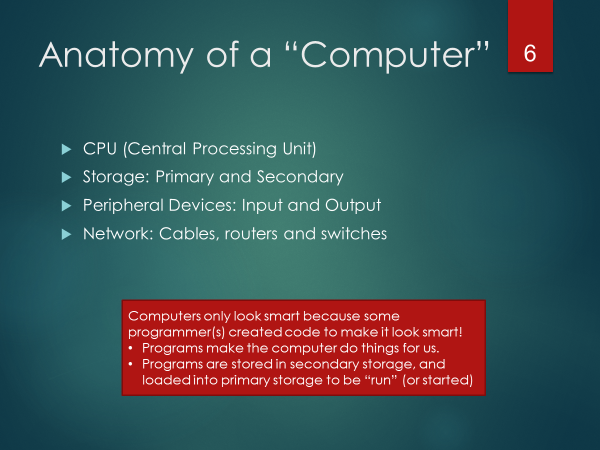 Anatomy of a “Computer”
6
CPU (Central Processing Unit)
Storage: Primary and Secondary
Peripheral Devices: Input and Output
Network: Cables, routers and switches
Computers only look smart because some
programmer(s) created code to make it look smart!
• Programs make the computer do things for us.
• Programs are stored in secondary storage, and
loaded into primary storage to be “run” (or started)